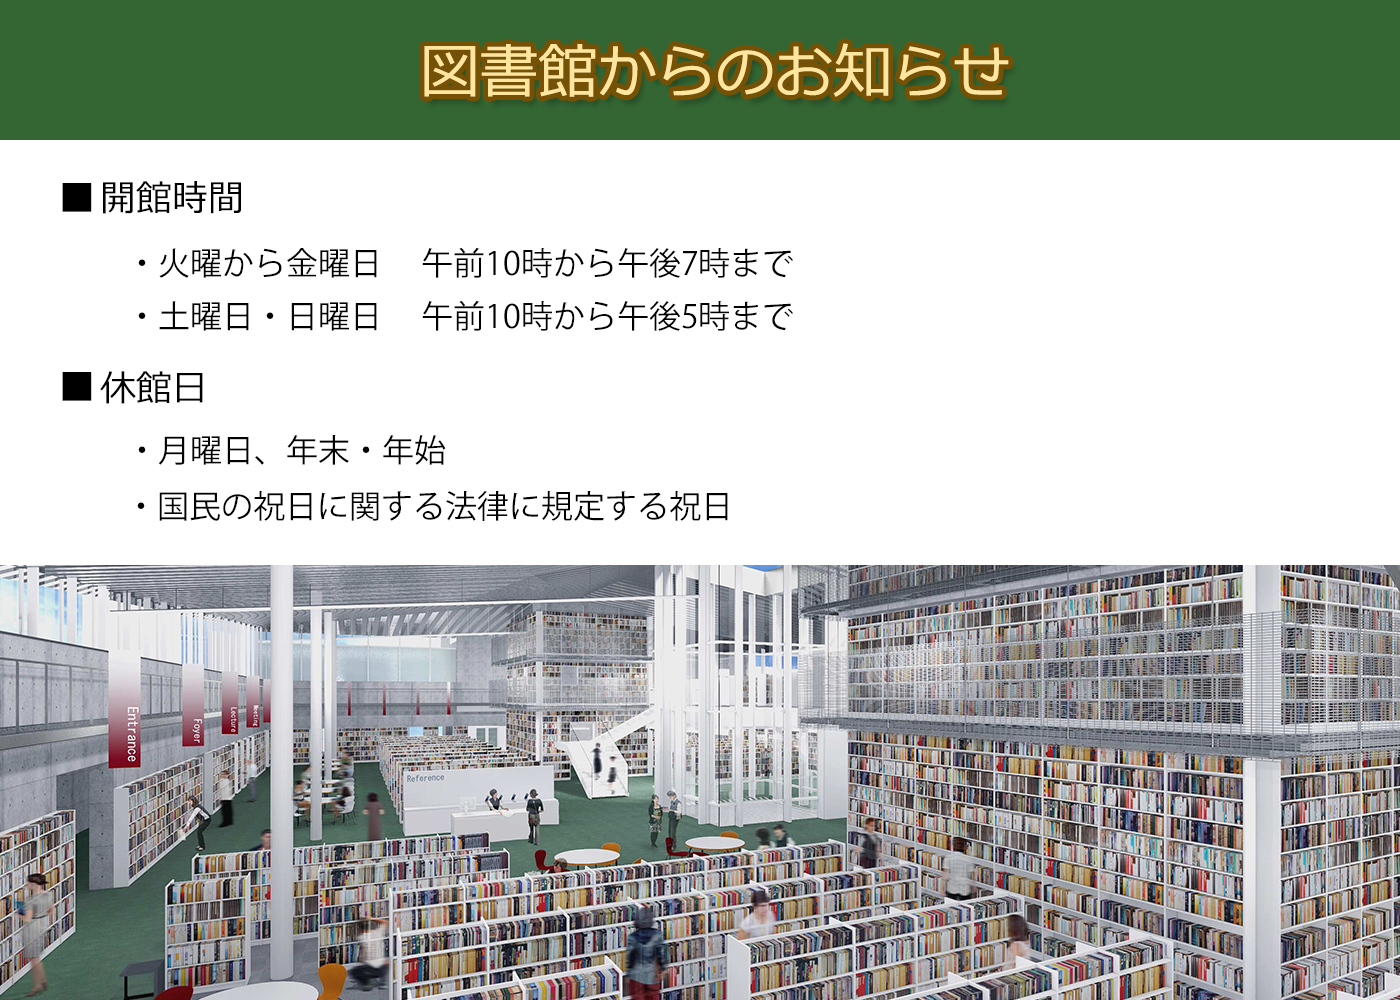 図書館からのお知らせ
■ 開館時間
・火曜から金曜日　午前10時から午後7時まで
・土曜日・日曜日　午前10時から午後5時まで
■ 休館日
・月曜日、年末・年始
・国民の祝日に関する法律に規定する祝日
Entrance
Foyer
Lecture
Meeting
Reference